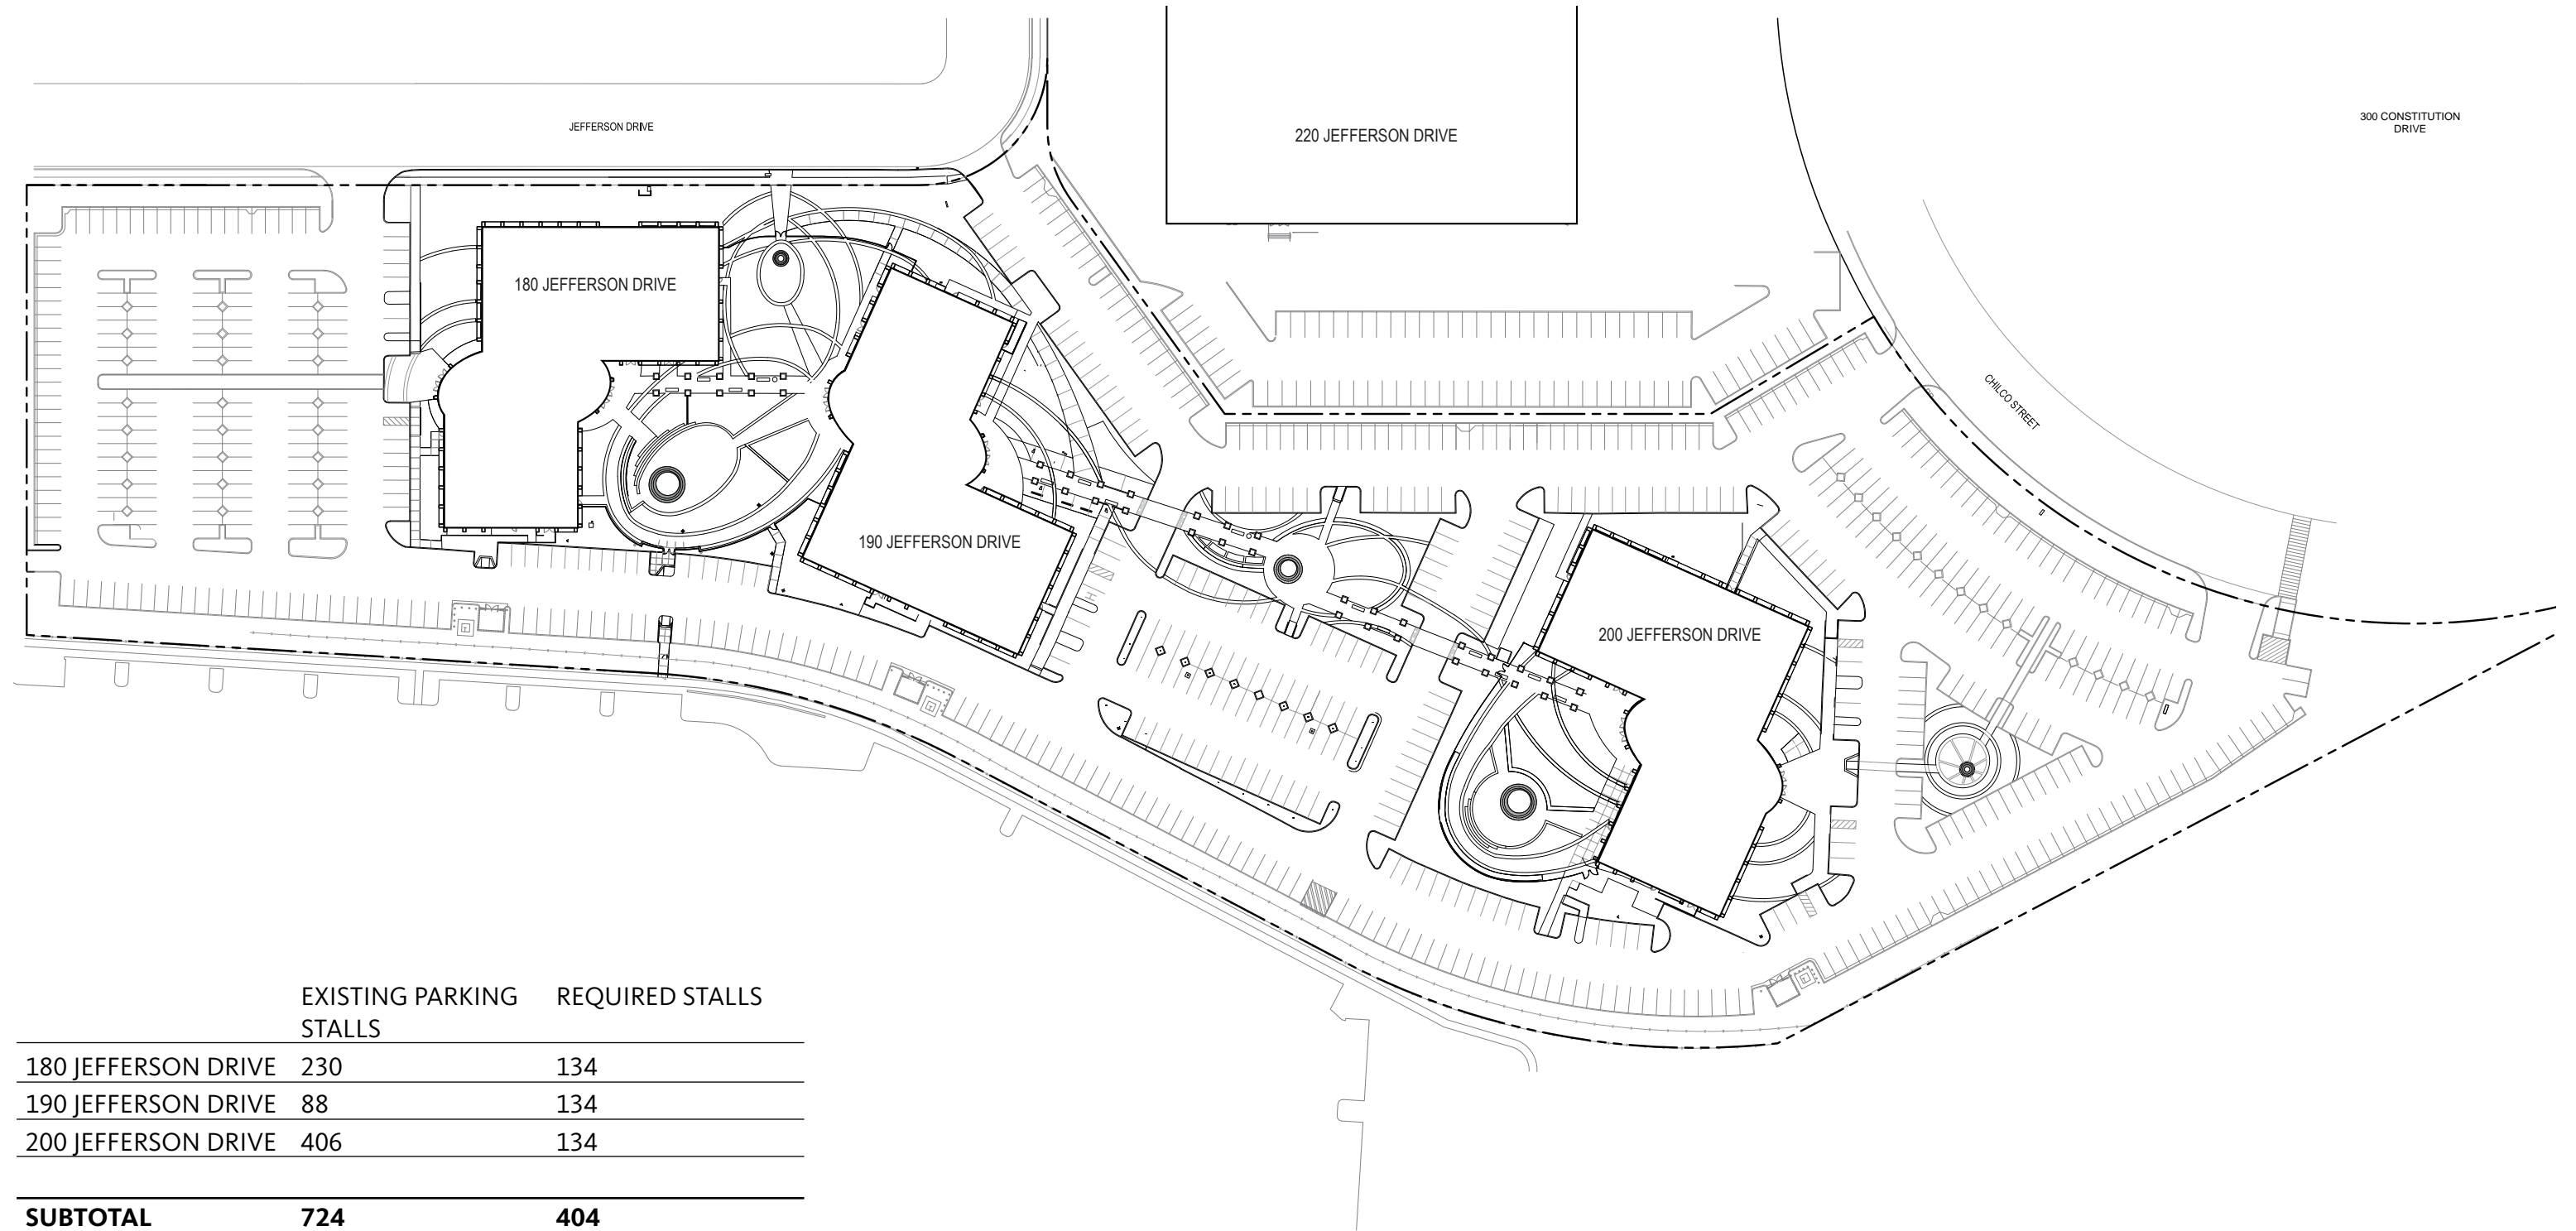 JEFFERSON DRIVE
220 JEFFERSON DRIVE
300 CONSTITUTION
DRIVE
180 JEFFERSON DRIVE
CHILCO STREET
190 JEFFERSON DRIVE
200 JEFFERSON DRIVE
EXISTING PARKING REQUIRED STALLS
STALLS
180 JEFFERSON DRIVE 230 134
190 JEFFERSON DRIVE 88 134
200 JEFFERSON DRIVE 406 134
SUBTOTAL 724 404